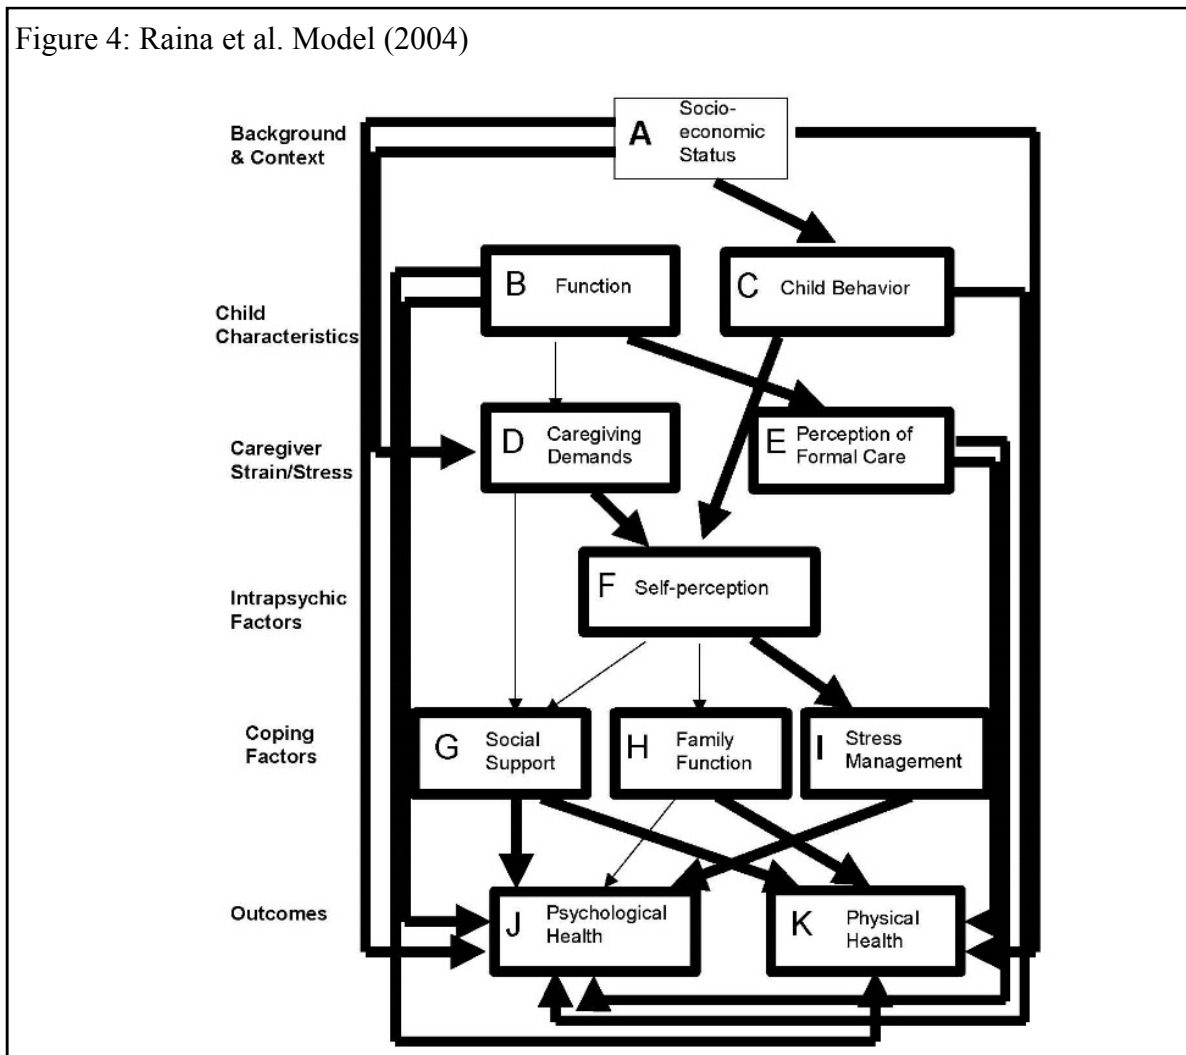 Figure 4: Raina et al. Model (2004)
Background
& Context
A
Socio-
economic
Status
B
Function
C
Child Behavior
Child
Characteristics
Caregiver
Strain/Stress
D
Caregiving
Demands
E
Perception of
Formal Care
Intrapsychic
Factors
F
Self-perception
Coping
Factors
G
Social
Support
H
Family
Function
I
Stress
Management
Outcomes
J
Psychological
Health
K
Physical
Health